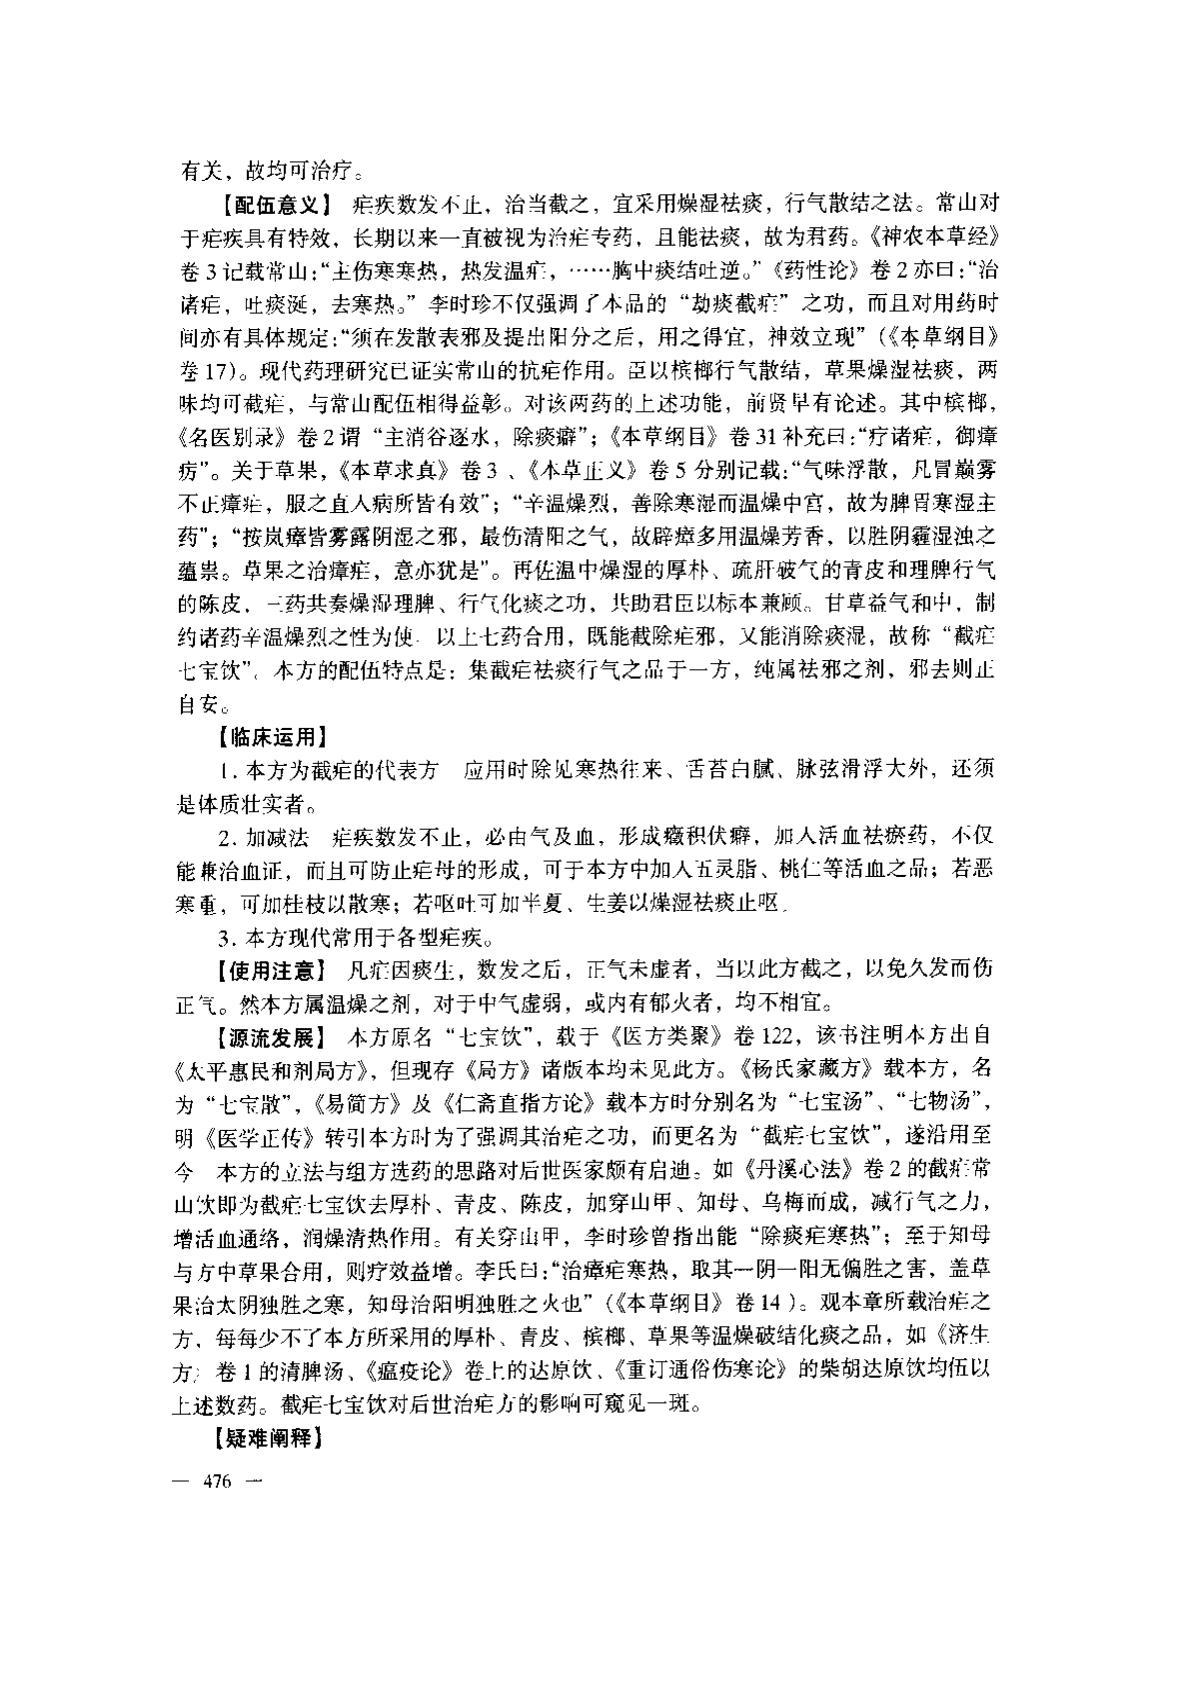 有关，故均可治疗。
【配伍意义】 疟疾数发不止，治当截之，宜采用燥湿祛痰，行气散结之法。常山对
于疟疾具有特效，长期以来一直被视为治疟专药，且能祛痰，故为君药。《神农本草经》
卷3记载常山：“主伤寒寒热，热发温疟，……胸中痰结吐逆。”《药性论》卷2亦曰：“治
诸疟，吐痰涎，去寒热。” 李时珍不仅强调了本品的“劫痰截疟”之功，而且对用药时
间亦有具体规定：“须在发散表邪及提出阳分之后，用之得宜，神效立现”（《本草纲目》
卷17）。现代药理研究已证实常山的抗疟作用。臣以槟榔行气散结，草果燥湿祛痰，两
味均可截疟，与常山配伍相得益彰。对该两药的上述功能，前贤早有论述。其中槟榔，
《名医别录》卷2谓“主消谷逐水，除痰癖”；《本草纲目》卷31补充曰：“疗诸疟，御瘴
疠”。关于草果，《本草求真》卷3、《本草正义》卷5分别记载：“气味浮散，凡冒巅雾
不正瘴疟，服之直入病所皆有效”；“辛温燥烈，善除寒湿而温燥中宫，故为脾胃寒湿主
药”；“按岚瘴皆雾露阴湿之邪，最伤清阳之气，故辟瘴多用温燥芳香，以胜阴霾湿浊之
蕴祟。草果之治瘴疟，意亦犹是”。再佐温中燥湿的厚朴、疏肝破气的青皮和理脾行气
的陈皮，三药共奏燥湿理脾、行气化痰之功，共助君臣以标本兼顾。甘草益气和中，制
约诸药辛温燥烈之性为使。以上七药合用，既能截除疟邪，又能消除痰湿，故称“截疟
七宝饮”。本方的配伍特点是：集截疟祛痰行气之品于一方，纯属祛邪之剂，邪去则正
自安。
【临床运用】
1. 本方为截疟的代表方 应用时除见寒热往来、舌苔白腻、脉弦滑浮大外，还须
是体质壮实者。
2. 加减法 疟疾数发不止，必由气及血，形成癥积伏癖，加入活血祛瘀药，不仅
能兼治血证，而且可防止疟母的形成，可于本方中加入五灵脂、桃仁等活血之品；若恶
寒重，可加桂枝以散寒；若呕吐可加半夏、生姜以燥湿祛痰止呕。
3. 本方现代常用于各型疟疾。
【使用注意】 凡疟因痰生，数发之后，正气未虚者，当以此方截之，以免久发而伤
正气。然本方属温燥之剂，对于中气虚弱，或内有郁火者，均不相宜。
【源流发展】 本方原名“七宝饮”，载于《医方类聚》卷122，该书注明本方出自
《太平惠民和剂局方》，但现存《局方》诸版本均未见此方。《杨氏家藏方》载本方，名
为“七宝散”，《易简方》及《仁斋直指方论》载本方时分别名为“七宝汤”、“七物汤”，
明《医学正传》转引本方时为了强调其治疟之功，而更名为“截疟七宝饮”，遂沿用至
今 本方的立法与组方选药的思路对后世医家颇有启迪。如《丹溪心法》卷2的截疟常
山饮即为截疟七宝饮去厚朴、青皮、陈皮，加穿山甲、知母、乌梅而成，减行气之力，
增活血通络，润燥清热作用。有关穿山甲，李时珍曾指出能“除痰疟寒热”；至于知母
与方中草果合用，则疗效益增。李氏曰：“治瘴疟寒热，取其一阴一阳无偏胜之害，盖草
果治太阴独胜之寒，知母治阳明独胜之火也”（《本草纲目》卷14）。观本章所载治疟之
方，每每少不了本方所采用的厚朴、青皮、槟榔、草果等温燥破结化痰之品，如《济生
方》卷1的清脾汤、《瘟疫论》卷上的达原饮、《重订通俗伤寒论》的柴胡达原饮均伍以
上述数药。截疟七宝饮对后世治疟方的影响可窥见一斑。
【疑难阐释】
— 476 —